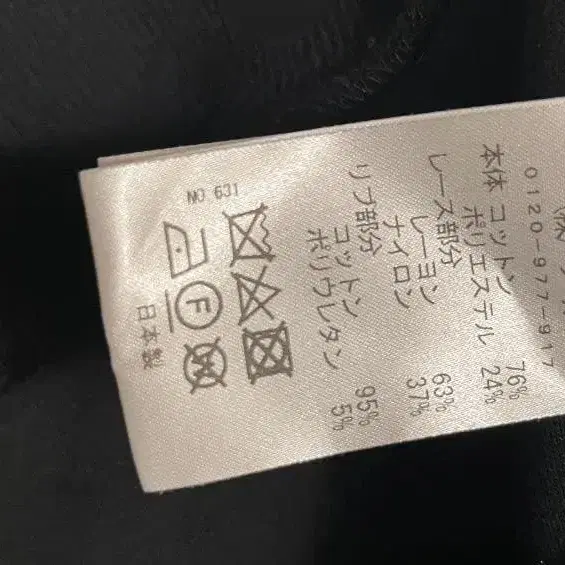 0120-977-917
本体 コットン 76%
ポリエステル 24%
レース部分
レーヨン 63%
ナイロン 37%
リブ部分
コットン 95%
ポリウレタン 5%
NO 631
F
W
日本製